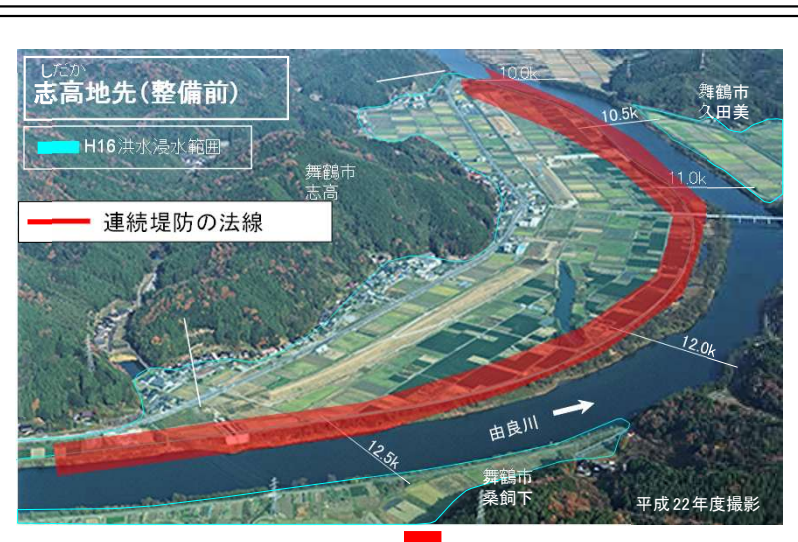 しだか
志高地先(整備前)
H16洪水浸水範囲
連続堤防の法線
舞鶴市
志高
10.0k
10.5k
11.0k
舞鶴市
久田美
12.0k
12.5k
由良川
舞鶴市
桑飼下
平成22年度撮影